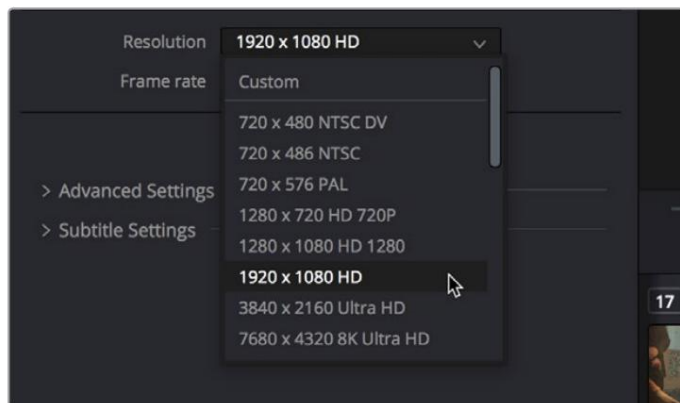 Resolution 1920 x 1080 HD
Frame rate Custom
720 x 480 NTSC DV
720 x 486 NTSC
720 x 576 PAL
> Advanced Settings
1280 x 720 HD 720P
> Subtitle Settings
1280 x 1080 HD 1280
1920 x 1080 HD
3840 x 2160 Ultra HD
7680 x 4320 8K Ultra HD
17